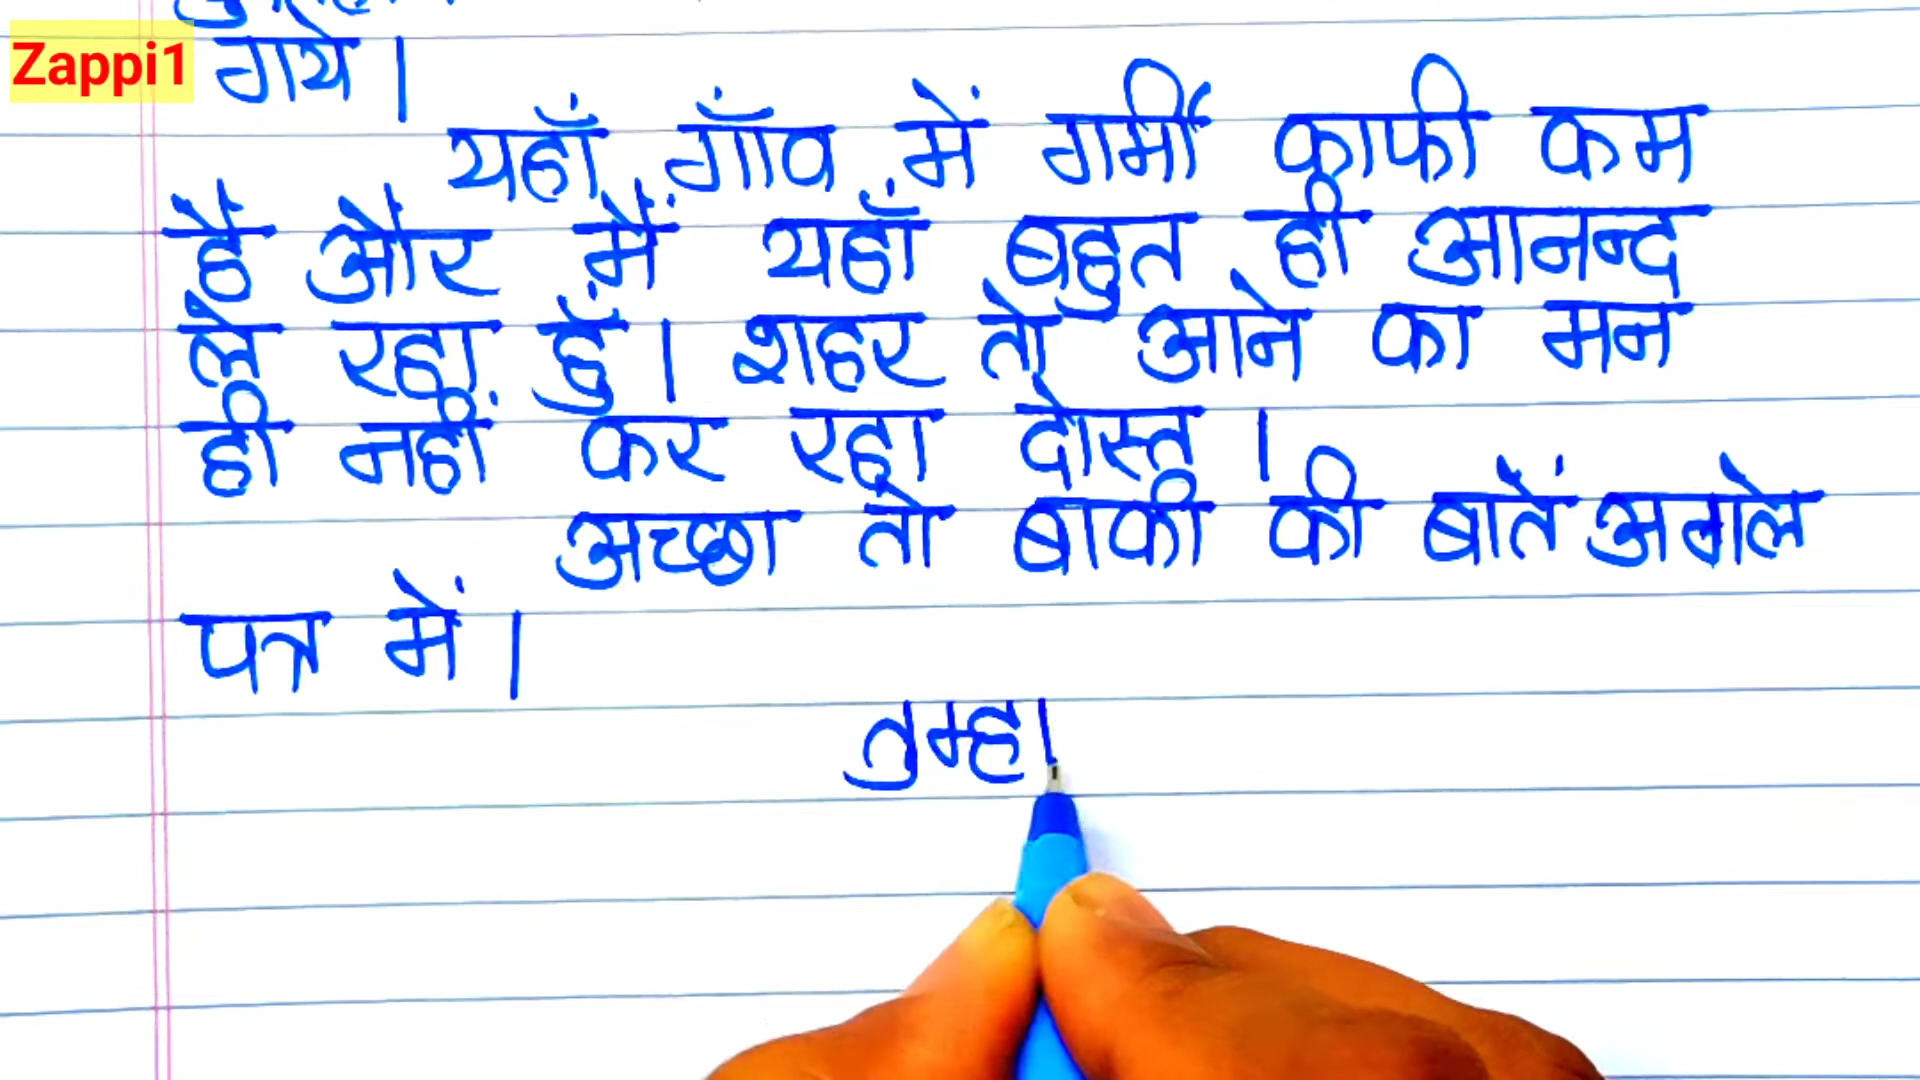 Zappi1
गये।
यहाँ गाँव में गर्मी काफी कम
है और मैं यहाँ बहुत ही आनन्द
ले रहा हूँ। शहर तो आने का मन
ही नहीं कर रहा दोस्त।
अच्छा तो बाकी की बातें अगले
पत्र में।
तुम्हा